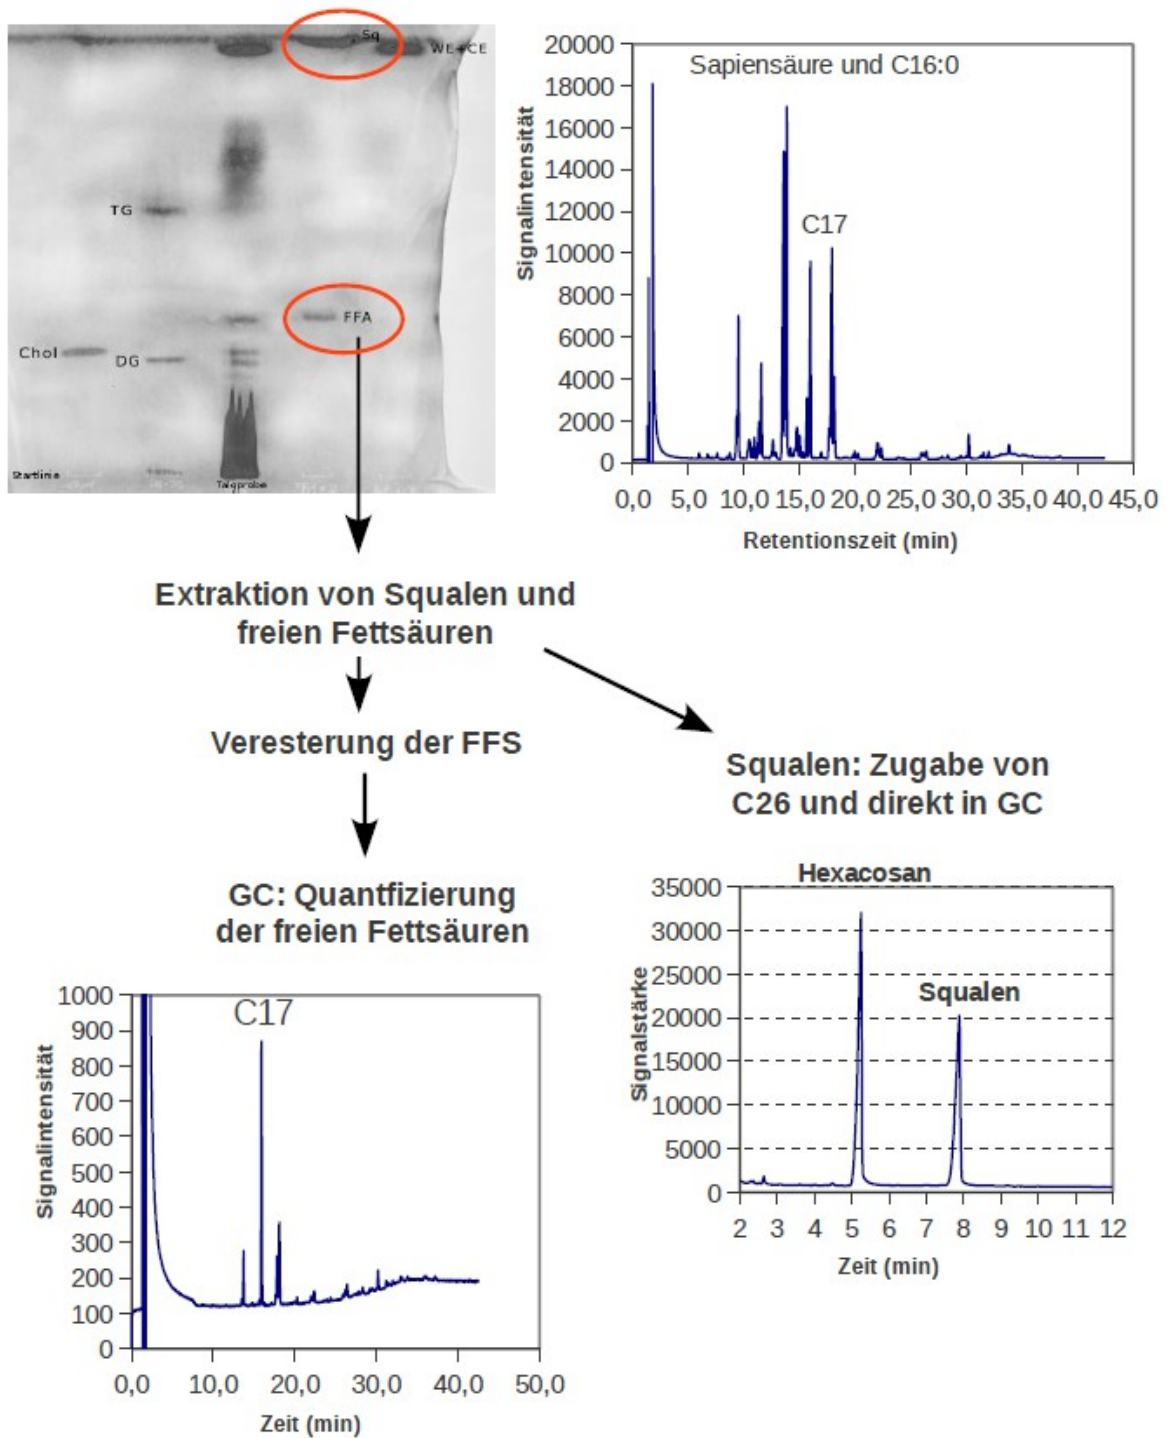 Sq
WE+CE
TG
FFA
Chol
DG
Startlinie
Talgprobe
Sapiensäure und C16:0
C17
Signalintensität
20000
18000
16000
14000
12000
10000
8000
6000
4000
2000
0
0,0 5,0 10,0 15,0 20,0 25,0 30,0 35,0 40,0 45,0
Retentionszeit (min)
Extraktion von Squalen und
freien Fettsäuren
Veresterung der FFS
Squalen: Zugabe von
C26 und direkt in GC
GC: Quantfizierung
der freien Fettsäuren
C17
Signalintensität
1000
900
800
700
600
500
400
300
200
100
0
0,0 10,0 20,0 30,0 40,0 50,0
Zeit (min)
Hexacosan
Squalen
Signalstärke
35000
30000
25000
20000
15000
10000
5000
0
2 3 4 5 6 7 8 9 10 11 12
Zeit (min)